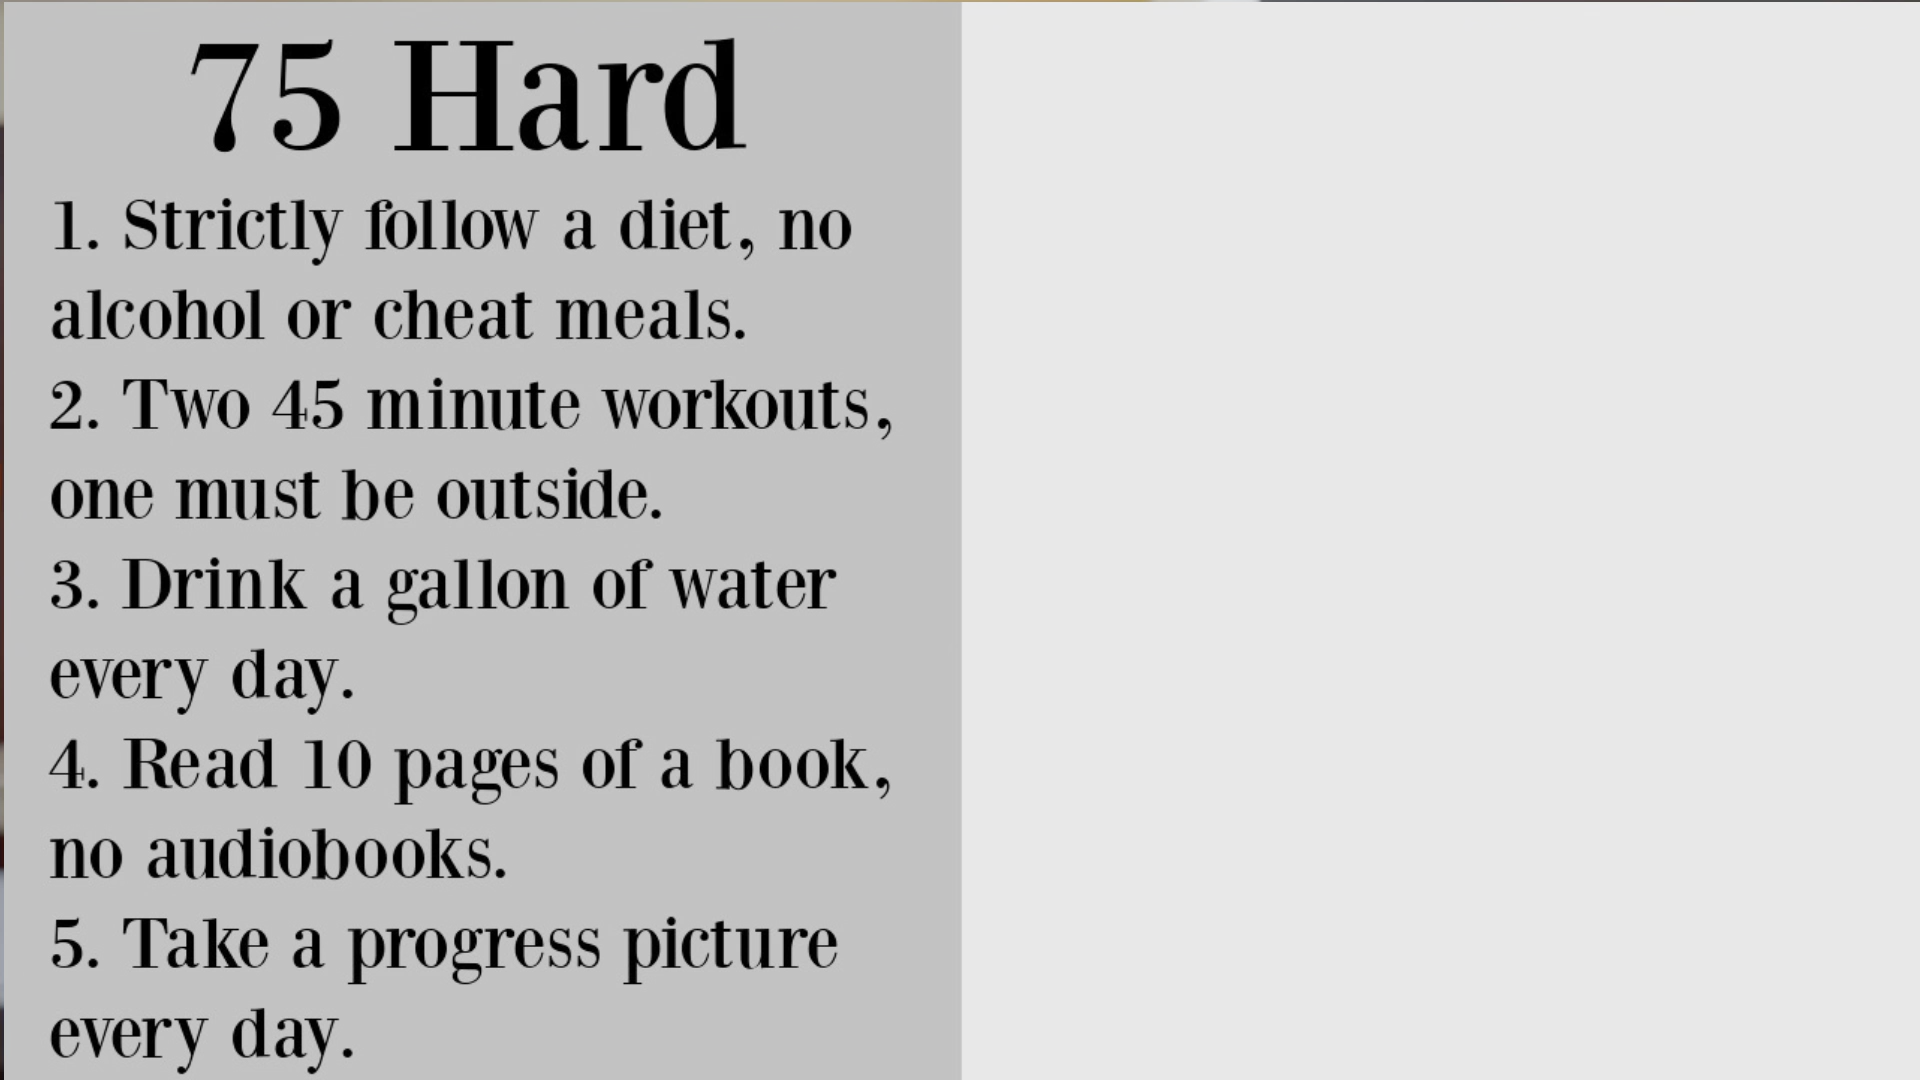 75 Hard
1. Strictly follow a diet, no
alcohol or cheat meals.
2. Two 45 minute workouts,
one must be outside.
3. Drink a gallon of water
every day.
4. Read 10 pages of a book,
no audiobooks.
5. Take a progress picture
every day.